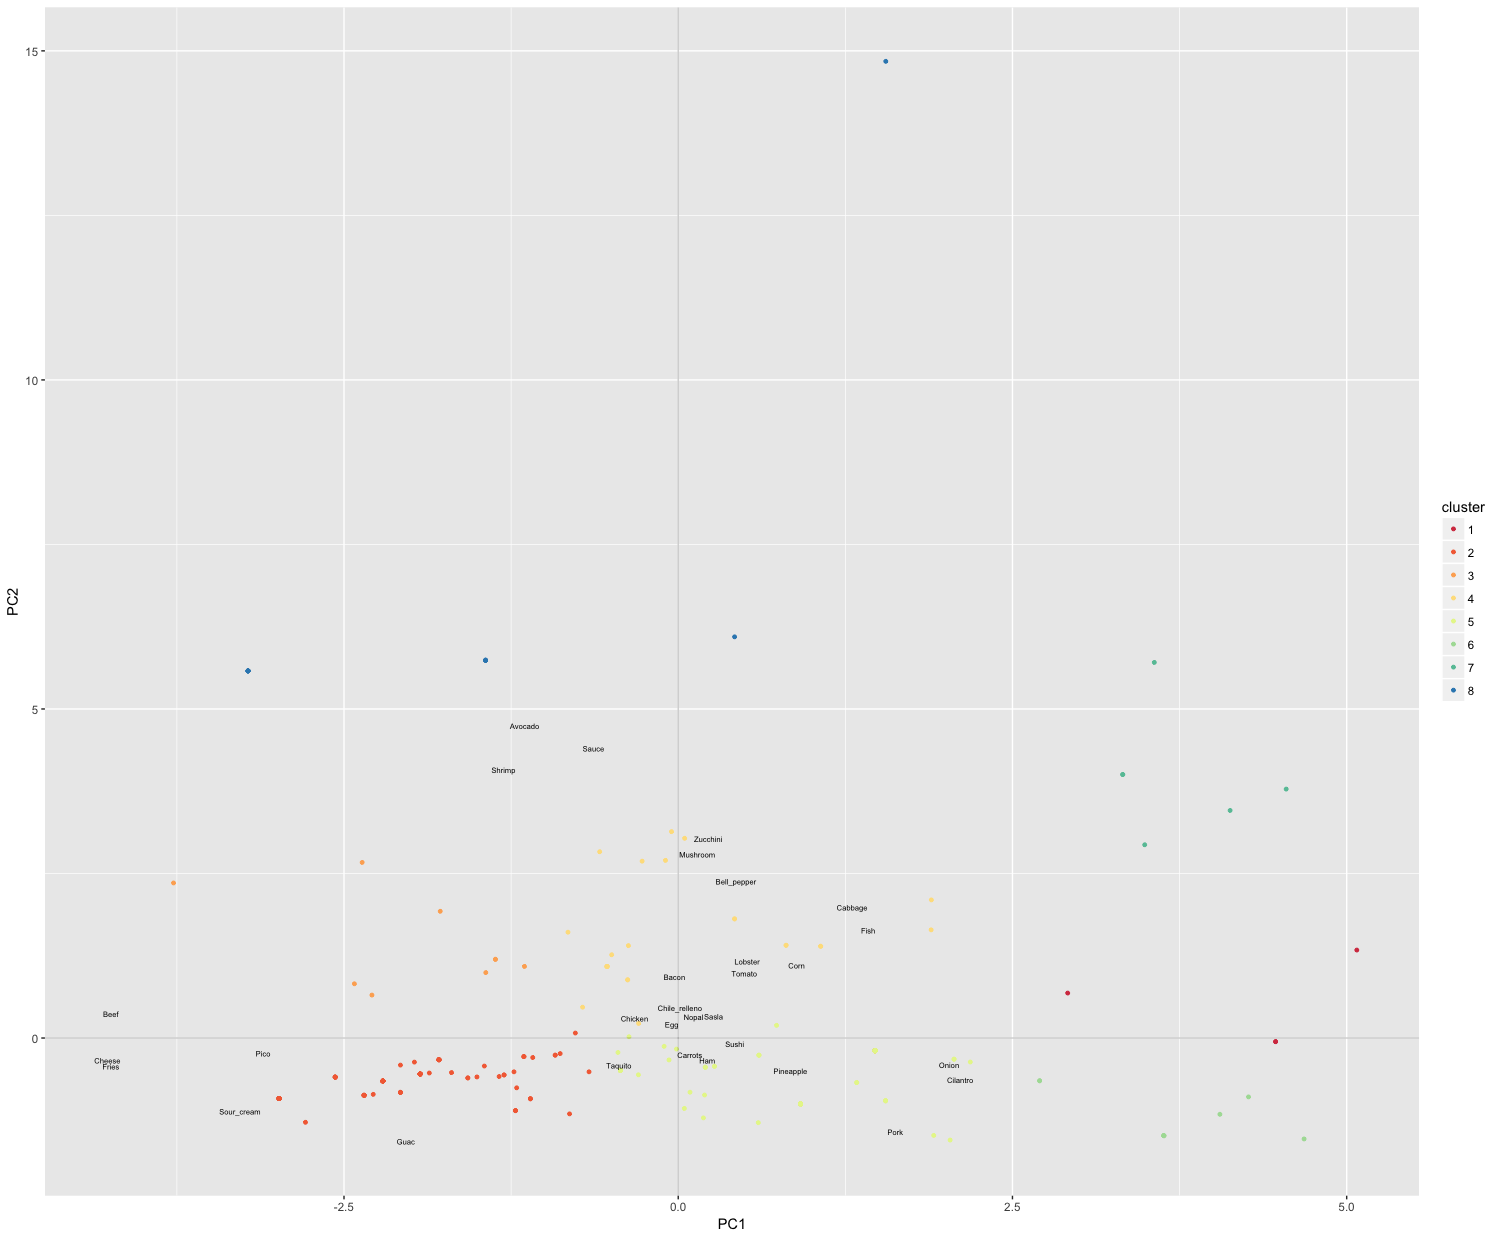 15
10
5
0
PC2
Avocado
Sauce
Shrimp
Zucchini
Mushroom
Bell_pepper
Cabbage
Fish
Lobster
Corn
Tomato
Bacon
Chile_relleno
Beef
Chicken
Nopal
Sasla
Egg
Sushi
Pico
Carrots
Cheese
Ham
Fries
Taquito
Onion
Pineapple
Cilantro
Sour_cream
Pork
Guac
-2.5
0.0
2.5
5.0
PC1
cluster
1
2
3
4
5
6
7
8